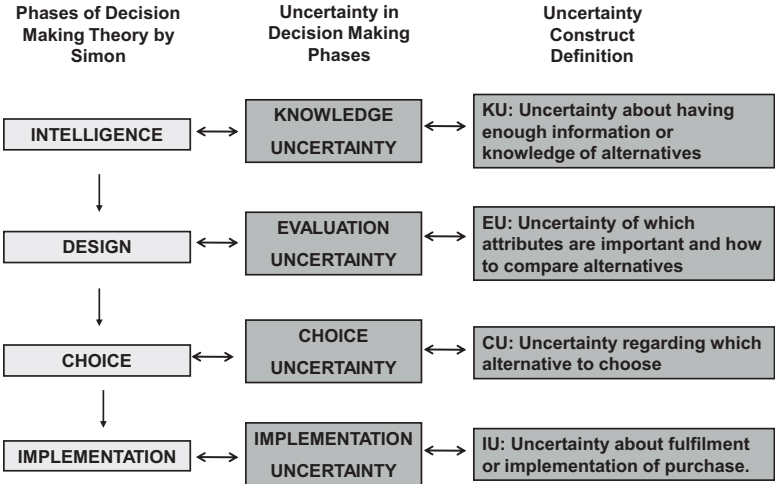 Phases of Decision
Making Theory by
Simon
Uncertainty in
Decision Making
Phases
Uncertainty
Construct
Definition
INTELLIGENCE
KNOWLEDGE
UNCERTAINTY
KU: Uncertainty about having
enough information or
knowledge of alternatives
DESIGN
EVALUATION
UNCERTAINTY
EU: Uncertainty of which
attributes are important and how
to compare alternatives
CHOICE
CHOICE
UNCERTAINTY
CU: Uncertainty regarding which
alternative to choose
IMPLEMENTATION
IMPLEMENTATION
UNCERTAINTY
IU: Uncertainty about fulfilment
or implementation of purchase.